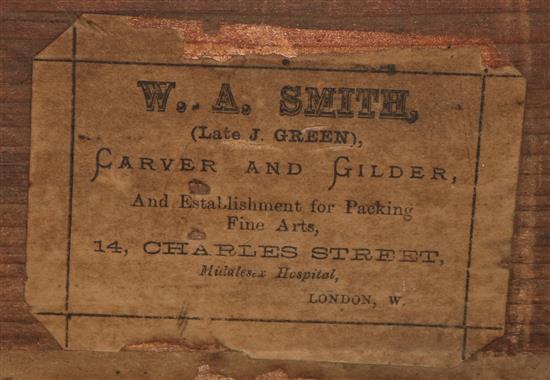 W. A. SMITH,
(Late J. GREEN),
CARVER AND GILDER,
And Establishment for Packing
Fine Arts,
14, CHARLES STREET,
Middlesex Hospital,
LONDON, W.